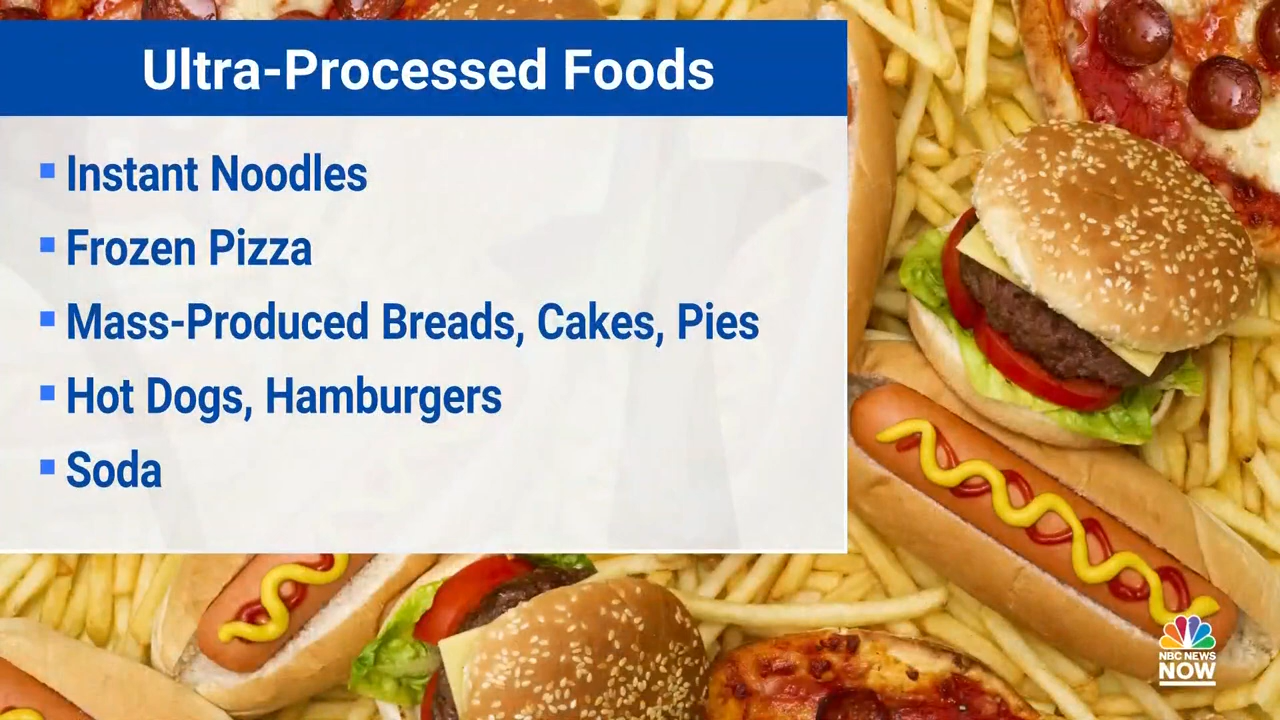 Ultra-Processed Foods
Instant Noodles
Frozen Pizza
Mass-Produced Breads, Cakes, Pies
Hot Dogs, Hamburgers
Soda
NBC NEWS
NOW